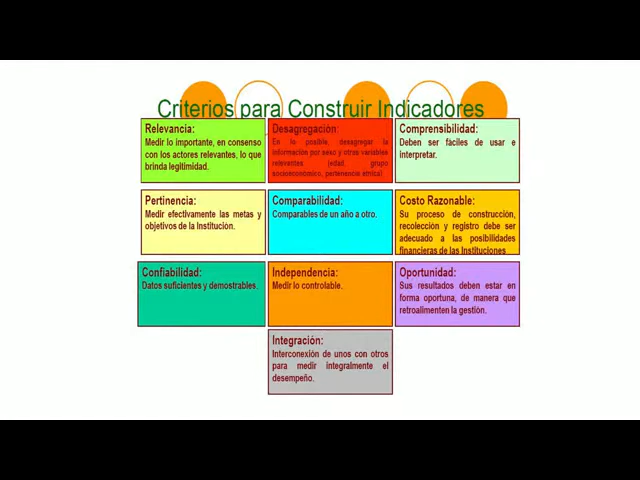 Criterios para Construir Indicadores
Relevancia:
Medir lo importante, en consenso
con los actores relevantes, lo que
brinda legitimidad.
Desagregación:
En lo posible, desagregar la
información por sexo y otras variables
relevantes (edad, grupo
socioeconómico, pertenencia étnica)
Comprensibilidad:
Deben ser fáciles de usar e
interpretar.
Pertinencia:
Medir efectivamente las metas y
objetivos de la Institución.
Comparabilidad:
Comparables de un año a otro.
Costo Razonable:
Su proceso de construcción,
recolección y registro debe ser
adecuado a las posibilidades
financieras de las Instituciones
Confiabilidad:
Datos suficientes y demostrables.
Independencia:
Medir lo controlable.
Oportunidad:
Sus resultados deben estar en
forma oportuna, de manera que
retroalimenten la gestión.
Integración:
Interconexión de unos con otros
para medir integralmente el
desempeño.